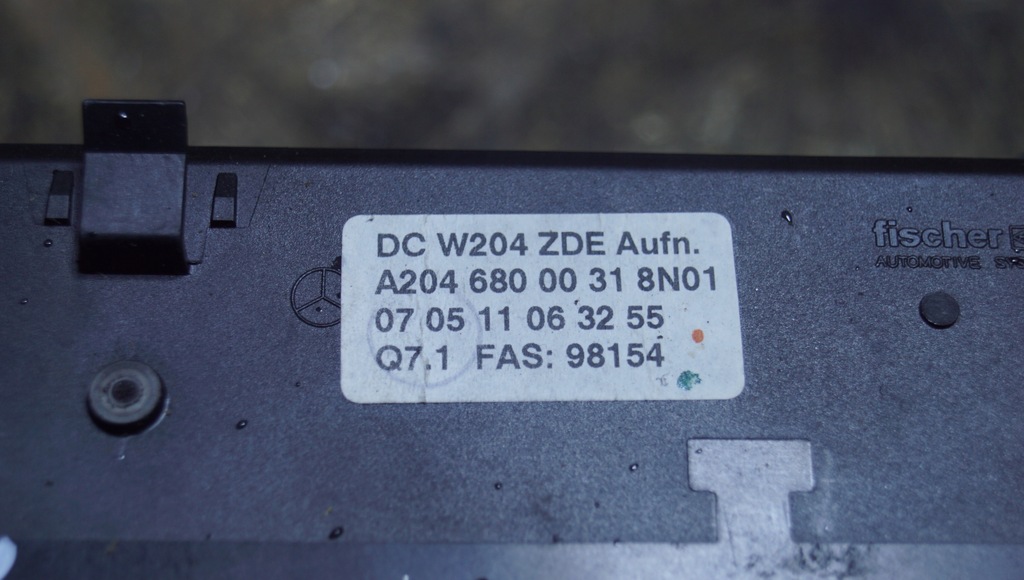 DC W204 ZDE Aufn.
A204 680 00 31 8N01
07 05 11 06 32 55
Q7.1 FAS: 98154
fischer
AUTOMOTIVE